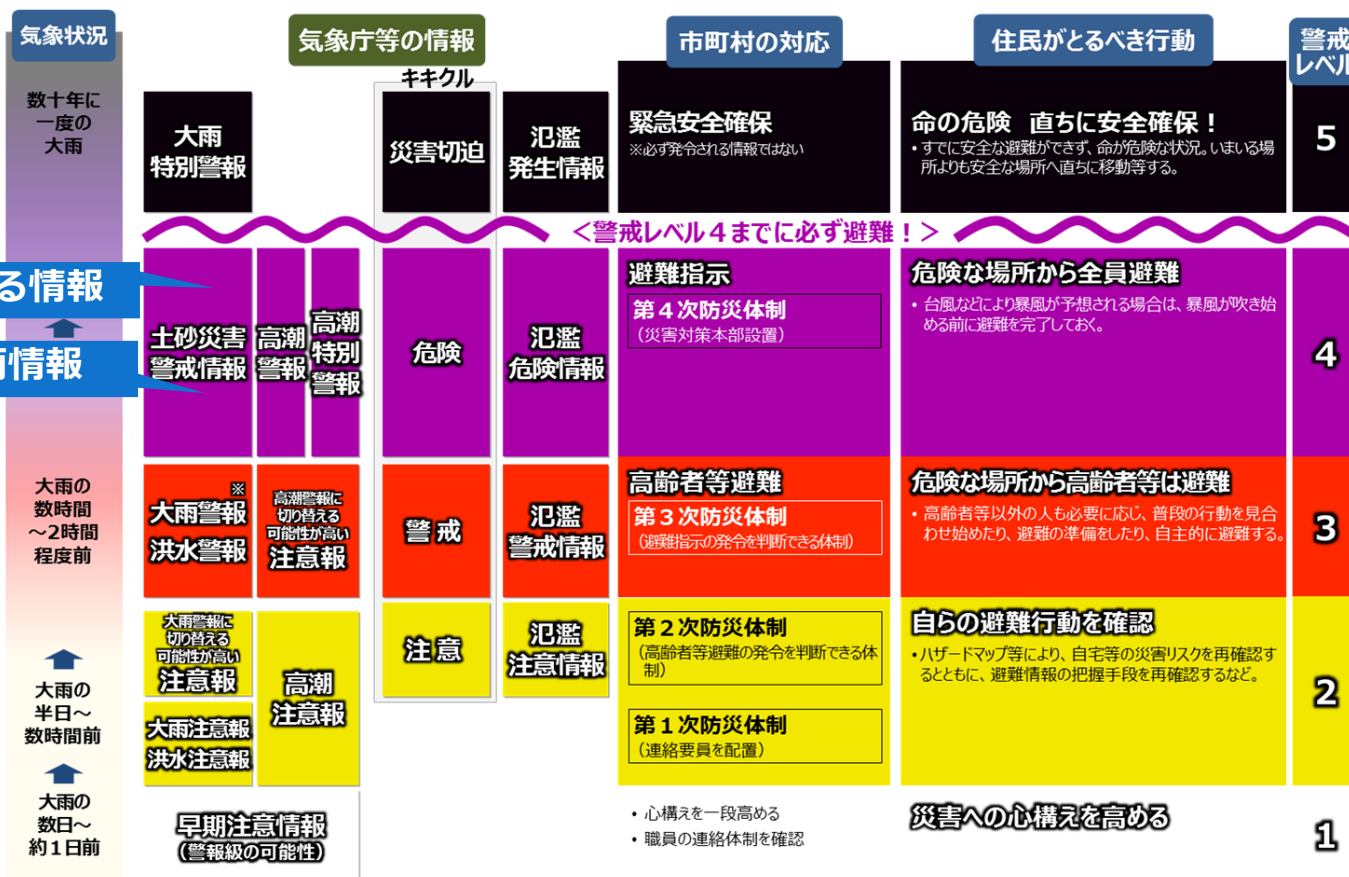 気象状況
気象庁等の情報
市町村の対応
住民がとるべき行動
警戒
レベル
キキクル
数十年に
一度の
大雨
大雨
特別警報
災害切迫
氾濫
発生情報
緊急安全確保
※必ず発令される情報ではない
命の危険 直ちに安全確保！
・すでに安全な避難ができず、命が危険な状況。いまいる場
所よりも安全な場所へ直ちに移動等する。
5
＜警戒レベル４までに必ず避難！＞
る情報
情報
土砂災害
警戒情報
高潮
警報
高潮
特別
警報
危険
氾濫
危険情報
避難指示
第４次防災体制
（災害対策本部設置）
危険な場所から全員避難
・台風などにより暴風が予想される場合は、暴風が吹き始
める前に避難を完了しておく。
4
大雨の
数時間
～2時間
程度前
※
大雨警報
洪水警報
高潮警報に
切り替える
可能性が高い
注意報
警戒
氾濫
警戒情報
高齢者等避難
第３次防災体制
（避難指示の発令を判断できる体制）
危険な場所から高齢者等は避難
・高齢者等以外の人も必要に応じ、普段の行動を見合
わせ始めたり、避難の準備をしたり、自主的に避難する。
3
大雨の
半日～
数時間前
大雨警報に
切り替える
可能性が高い
注意報
大雨注意報
洪水注意報
高潮
注意報
注意
氾濫
注意情報
第２次防災体制
（高齢者等避難の発令を判断できる体
制）
第１次防災体制
（連絡要員を配置）
自らの避難行動を確認
・ハザードマップ等により、自宅等の災害リスクを再確認す
るとともに、避難情報の把握手段を再確認するなど。
2
大雨の
数日～
約１日前
早期注意情報
（警報級の可能性）
・心構えを一段高める
・職員の連絡体制を確認
災害への心構えを高める
1